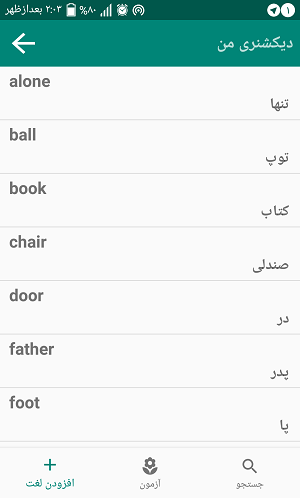 ۲:۰۳ بعدازظهر %۸۰ ۱
دیکشنری من
alone
تنها
ball
توپ
book
کتاب
chair
صندلی
door
در
father
پدر
foot
پا
جستجو
آزمون
افزودن لغت